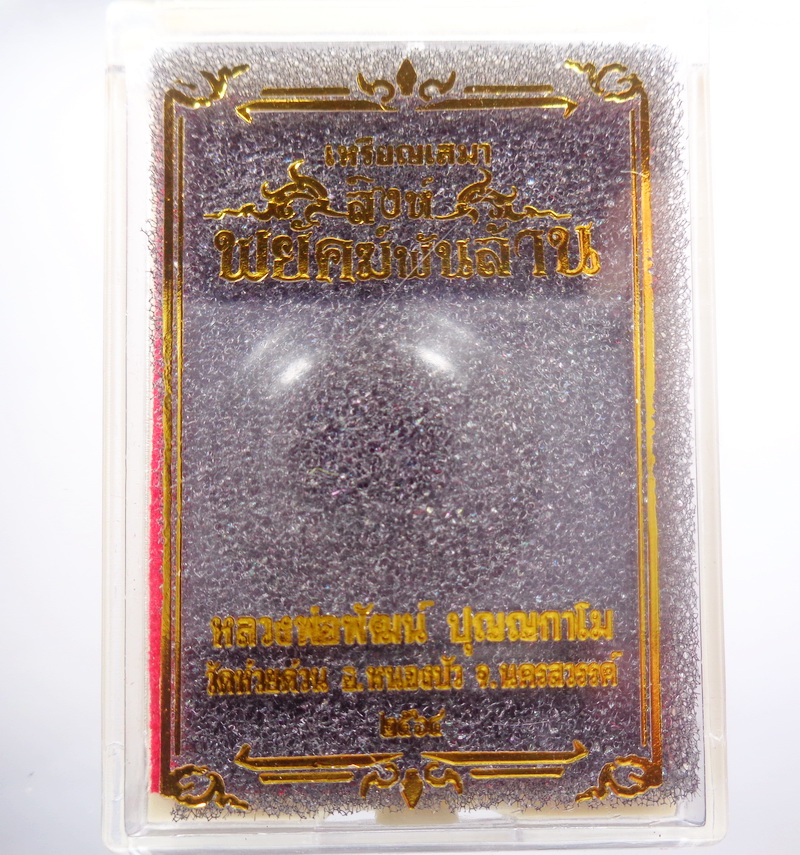 เหรียญเสมา
สิงห์
พยัคฆ์พันล้าน
หลวงพ่อพัฒน์ ปุญญกาโม
วัดห้วยด้วน อ.หนองบัว จ.นครสวรรค์
๒๕๖๔